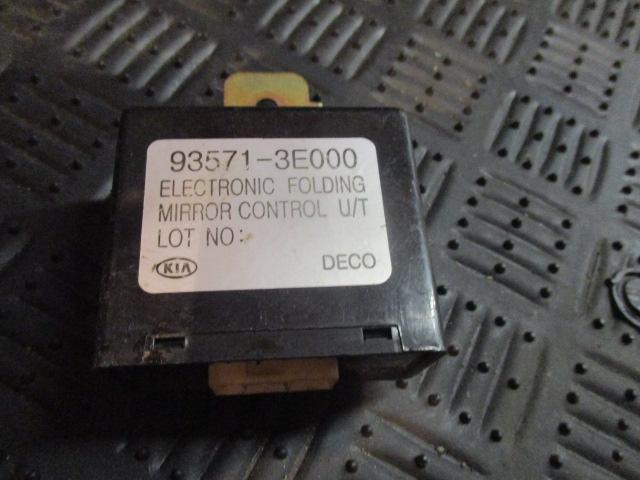 93571-3E000
ELECTRONIC FOLDING
MIRROR CONTROL U/T
LOT NO:
KIA DECO